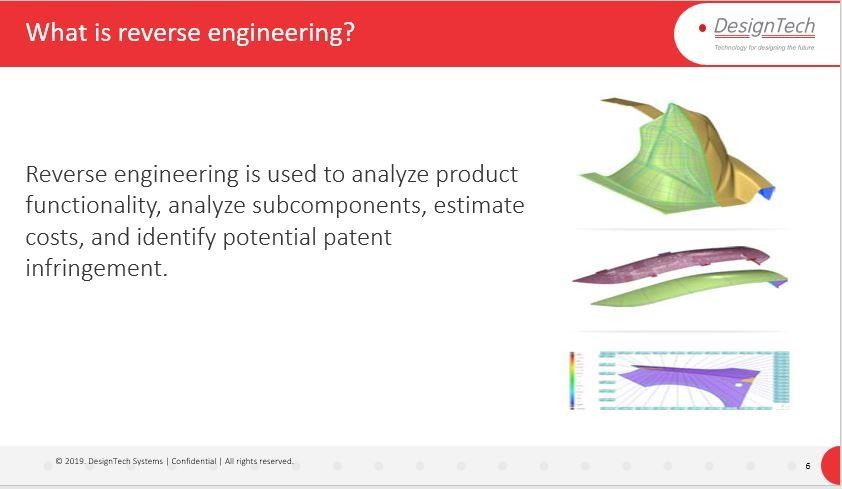 What is reverse engineering?
DesignTech
Technology for designing the future
Reverse engineering is used to analyze product
functionality, analyze subcomponents, estimate
costs, and identify potential patent
infringement.
© 2019. DesignTech Systems | Confidential | All rights reserved.
6